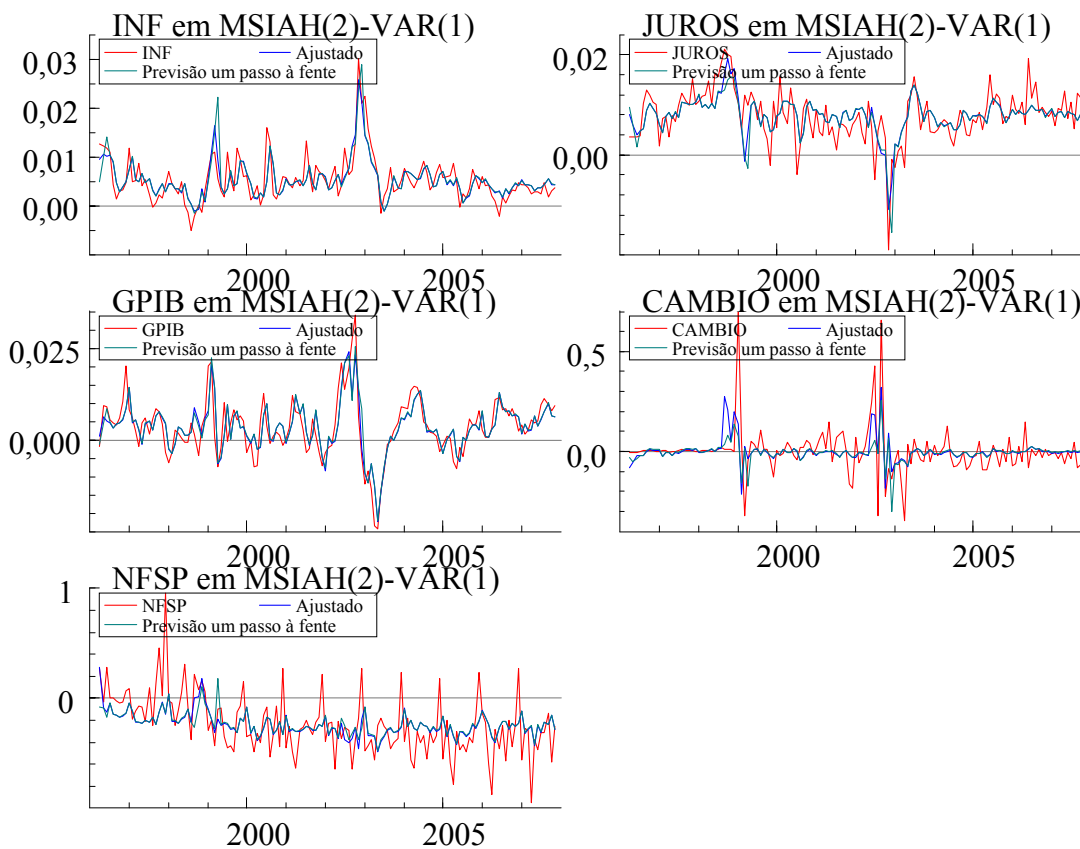 INF em MSIAH(2)-VAR(1)
INF Ajustado
Previsão um passo à fente
0,03
0,02
0,01
0,00
2000 2005
JUROS em MSIAH(2)-VAR(1)
JUROS Ajustado
Previsão um passo à fente
0,02
0,00
2000 2005
GPIB em MSIAH(2)-VAR(1)
GPIB Ajustado
Previsão um passo à fente
0,025
0,000
2000 2005
CAMBIO em MSIAH(2)-VAR(1)
CAMBIO Ajustado
Previsão um passo à fente
0,5
0,0
2000 2005
NFSP em MSIAH(2)-VAR(1)
NFSP Ajustado
Previsão um passo à fente
1
0
2000 2005